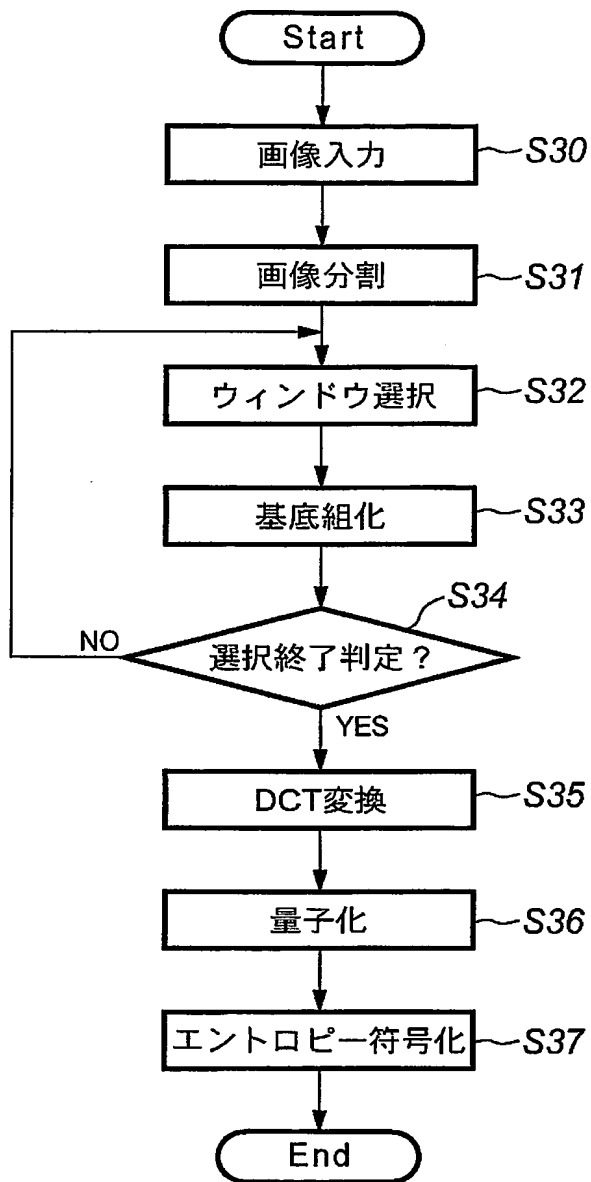 Start
画像入力
S30
画像分割
S31
ウィンドウ選択
S32
基底組化
S33
S34
選択終了判定？
NO
YES
DCT変換
S35
量子化
S36
エントロピー符号化
S37
End